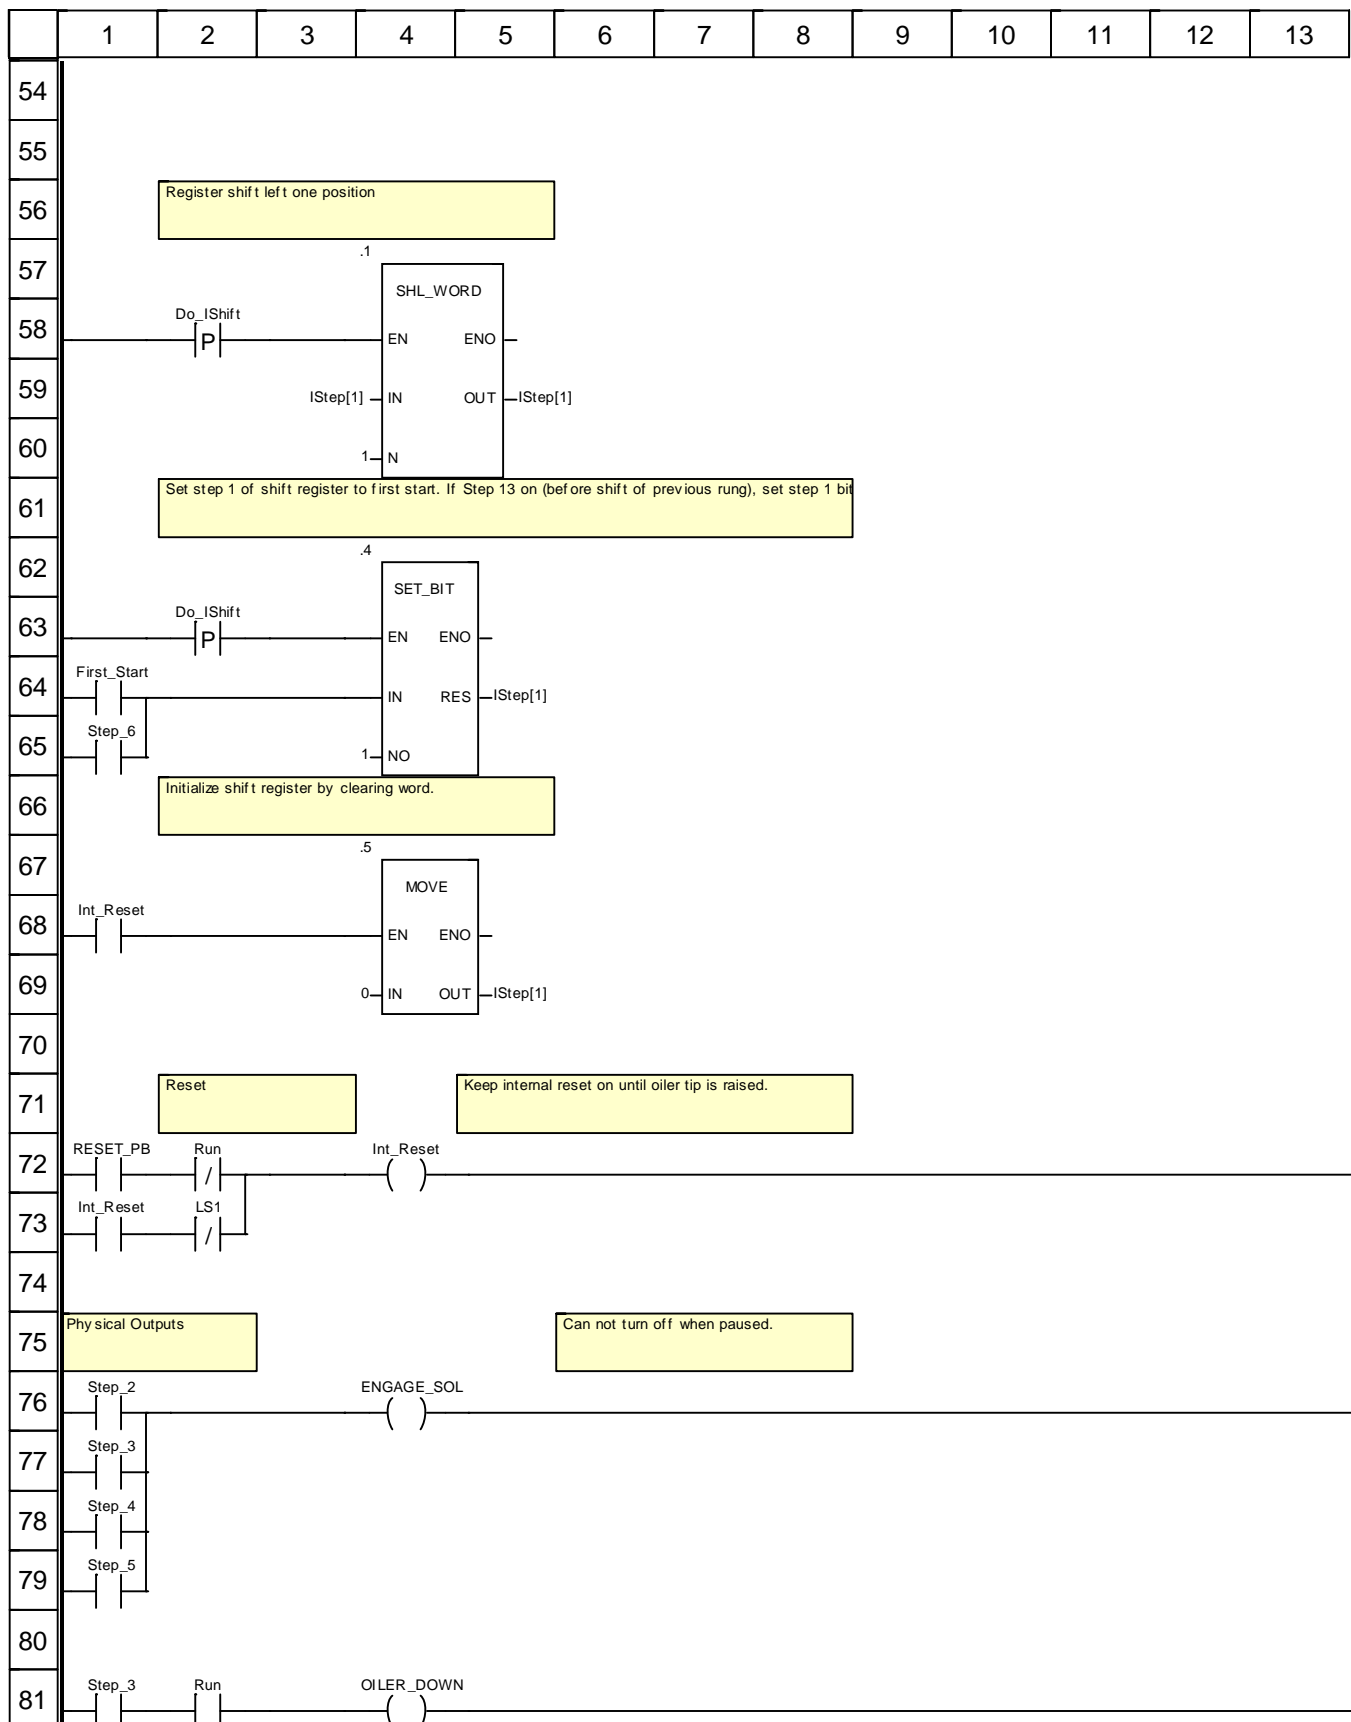 1 2 3 4 5 6 7 8 9 10 11 12 13
54
55
56 Register shift left one position
.1
57 SHL_WORD
Do_IShift
58 P EN ENO
59 IStep[1] IN OUT IStep[1]
60 1 N
61 Set step 1 of shift register to first start. If Step 13 on (before shift of previous rung), set step 1 bit
.4
62 SET_BIT
Do_IShift
63 P EN ENO
First_Start
64 IN RES IStep[1]
Step_6
65 1 NO
66 Initialize shift register by clearing word.
.5
67 MOVE
Int_Reset
68 EN ENO
69 0 IN OUT IStep[1]
70
71 Reset Keep internal reset on until oiler tip is raised.
RESET_PB Run Int_Reset
72 /
Int_Reset LS1
73 /
74
75 Physical Outputs Can not turn off when paused.
Step_2 ENGAGE_SOL
76
Step_3
77
Step_4
78
Step_5
79
80
Step_3 Run OILER_DOWN
81